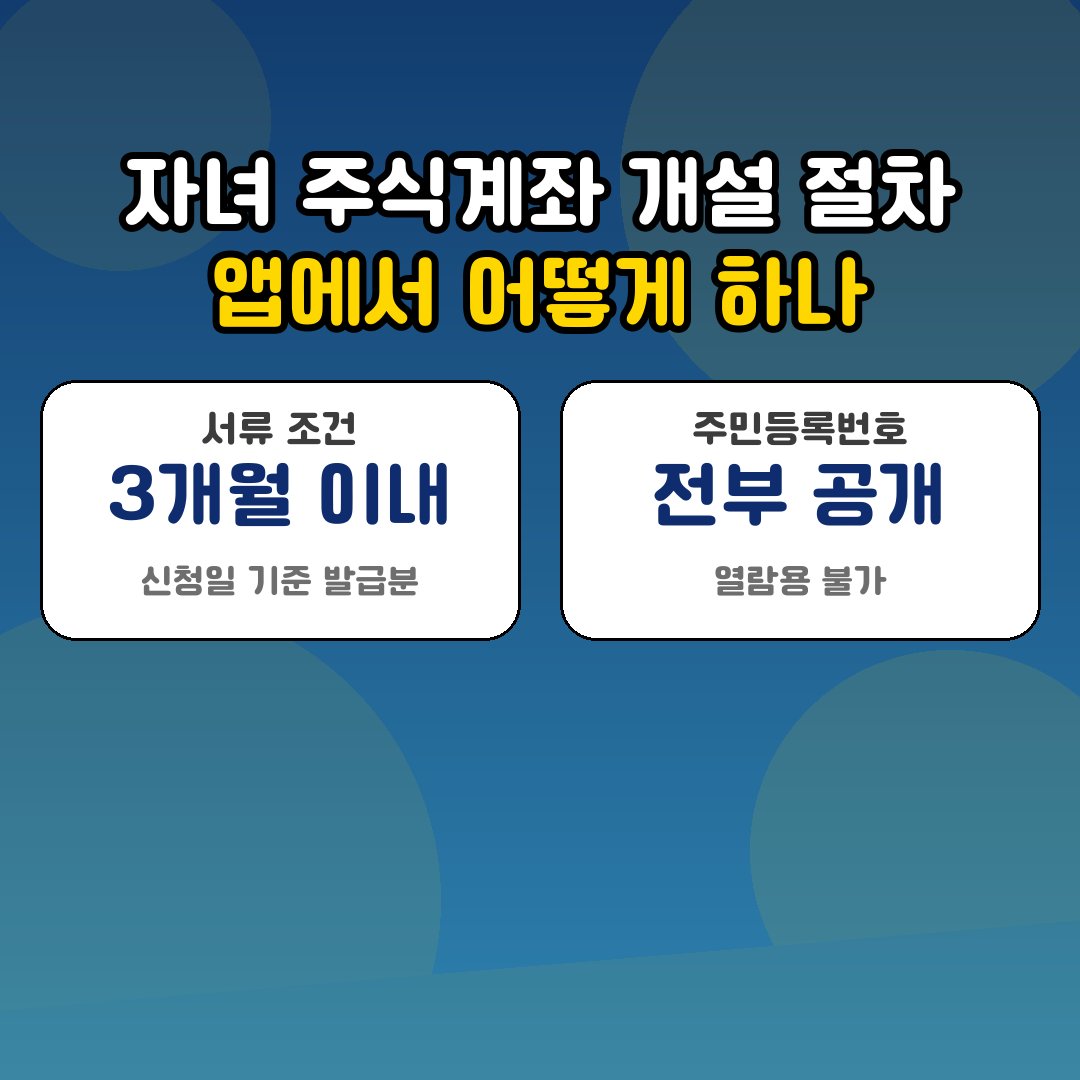 자녀 주식계좌 개설 절차
앱에서 어떻게 하나
서류 조건
3개월 이내
신청일 기준 발급분
주민등록번호
전부 공개
열람용 불가